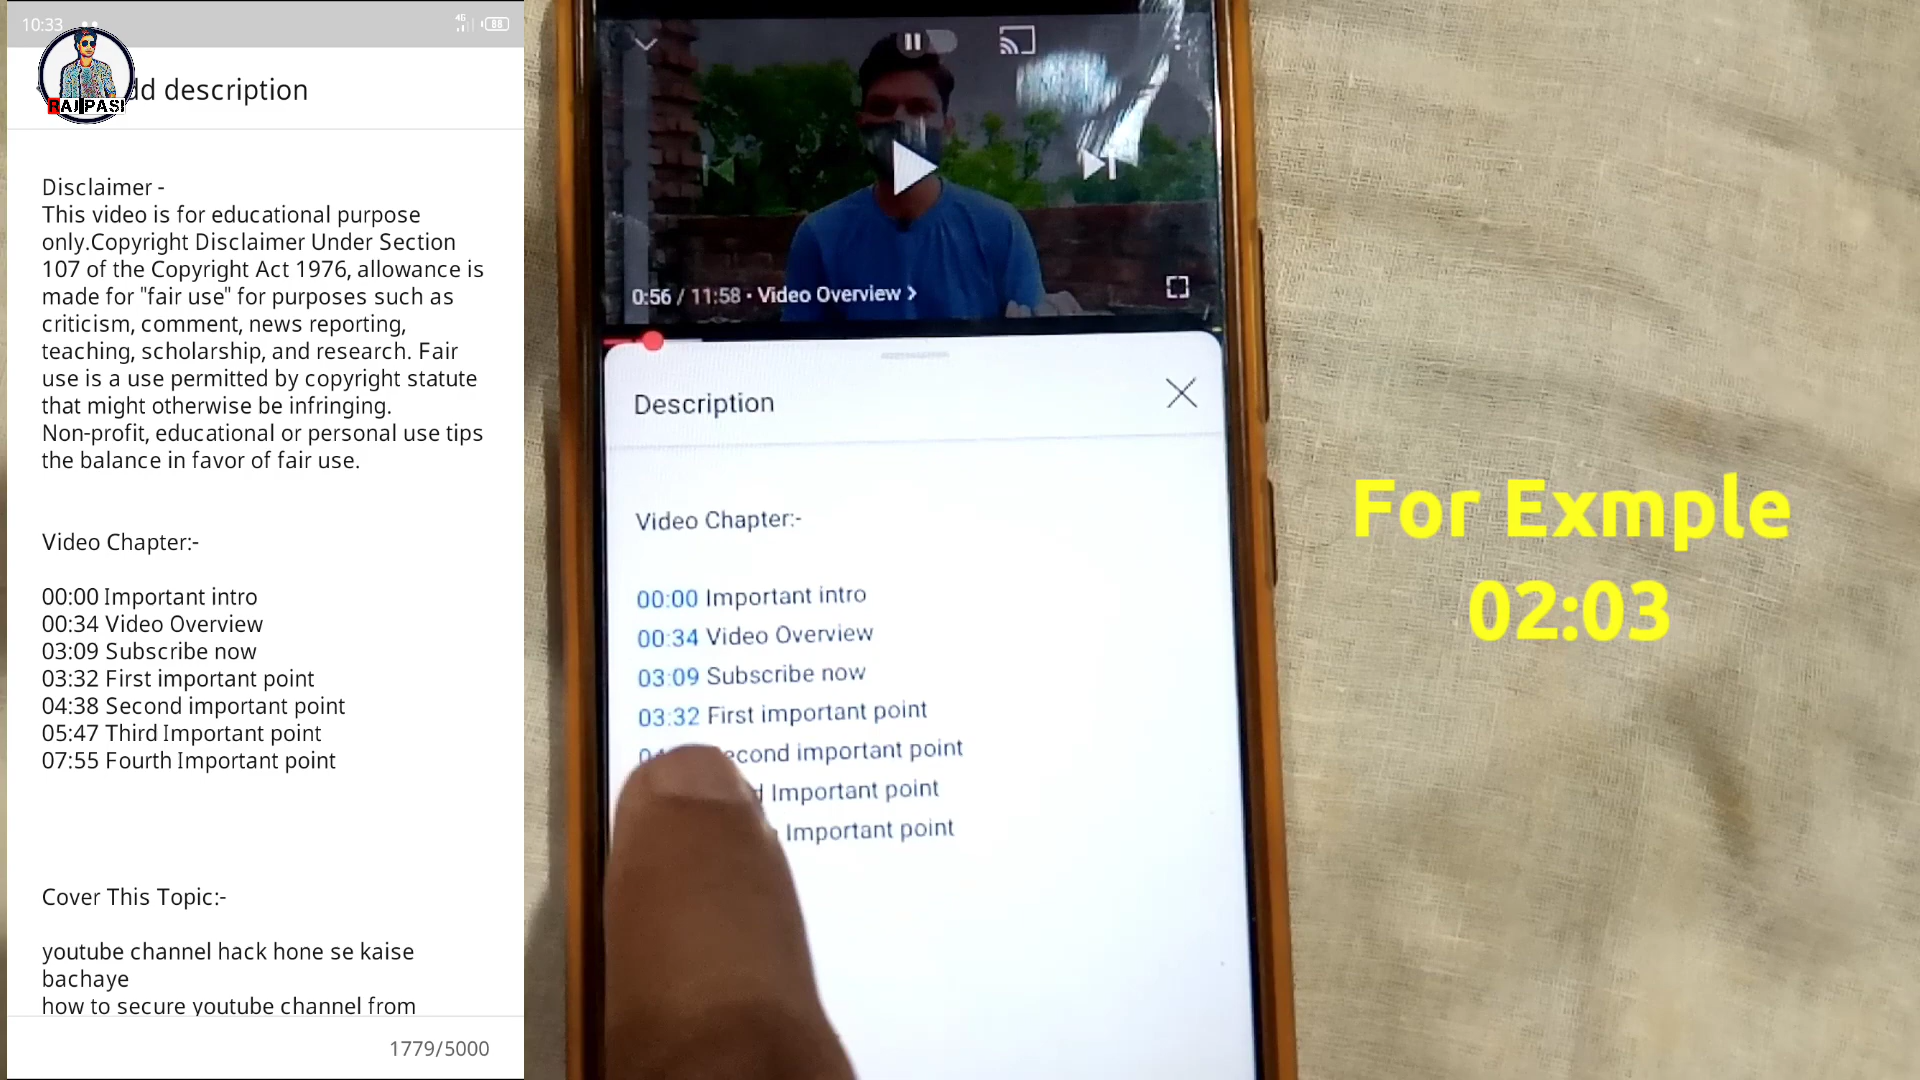 10:33
4G
88
RAJ PASI
dd description
Disclaimer -
This video is for educational purpose
only.Copyright Disclaimer Under Section
107 of the Copyright Act 1976, allowance is
made for "fair use" for purposes such as
criticism, comment, news reporting,
teaching, scholarship, and research. Fair
use is a use permitted by copyright statute
that might otherwise be infringing.
Non-profit, educational or personal use tips
the balance in favor of fair use.
Video Chapter:-
00:00 Important intro
00:34 Video Overview
03:09 Subscribe now
03:32 First important point
04:38 Second important point
05:47 Third Important point
07:55 Fourth Important point
Cover This Topic:-
youtube channel hack hone se kaise
bachaye
how to secure youtube channel from
1779/5000
0:56 / 11:58 · Video Overview >
Description
Video Chapter:-
00:00 Important intro
00:34 Video Overview
03:09 Subscribe now
03:32 First important point
econd important point
d Important point
Important point
For Exmple
02:03